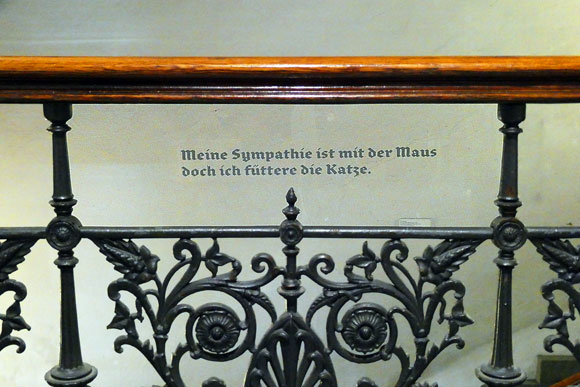 Meine Sympathie ist mit der Maus
doch ich füttere die Katze.